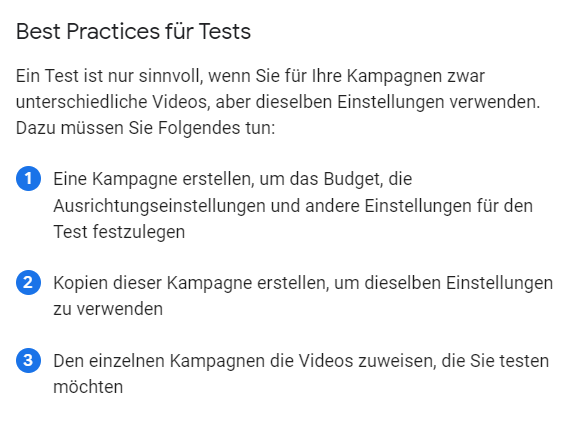 Best Practices für Tests
Ein Test ist nur sinnvoll, wenn Sie für Ihre Kampagnen zwar
unterschiedliche Videos, aber dieselben Einstellungen verwenden.
Dazu müssen Sie Folgendes tun:
1 Eine Kampagne erstellen, um das Budget, die
Ausrichtungseinstellungen und andere Einstellungen für den
Test festzulegen
2 Kopien dieser Kampagne erstellen, um dieselben Einstellungen
zu verwenden
3 Den einzelnen Kampagnen die Videos zuweisen, die Sie testen
möchten